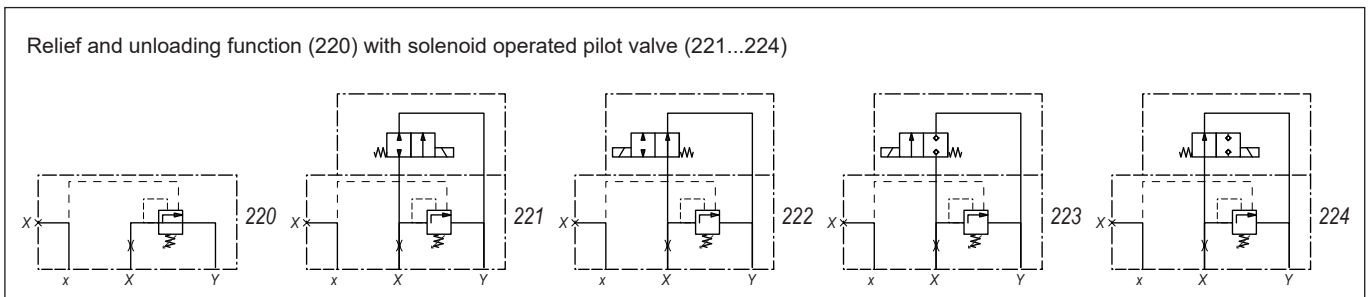 Relief and unloading function (220) with solenoid operated pilot valve (221...224)
X 220 X 221 X 222 X 223 X 224
x X Y x X Y x X Y x X Y x X Y